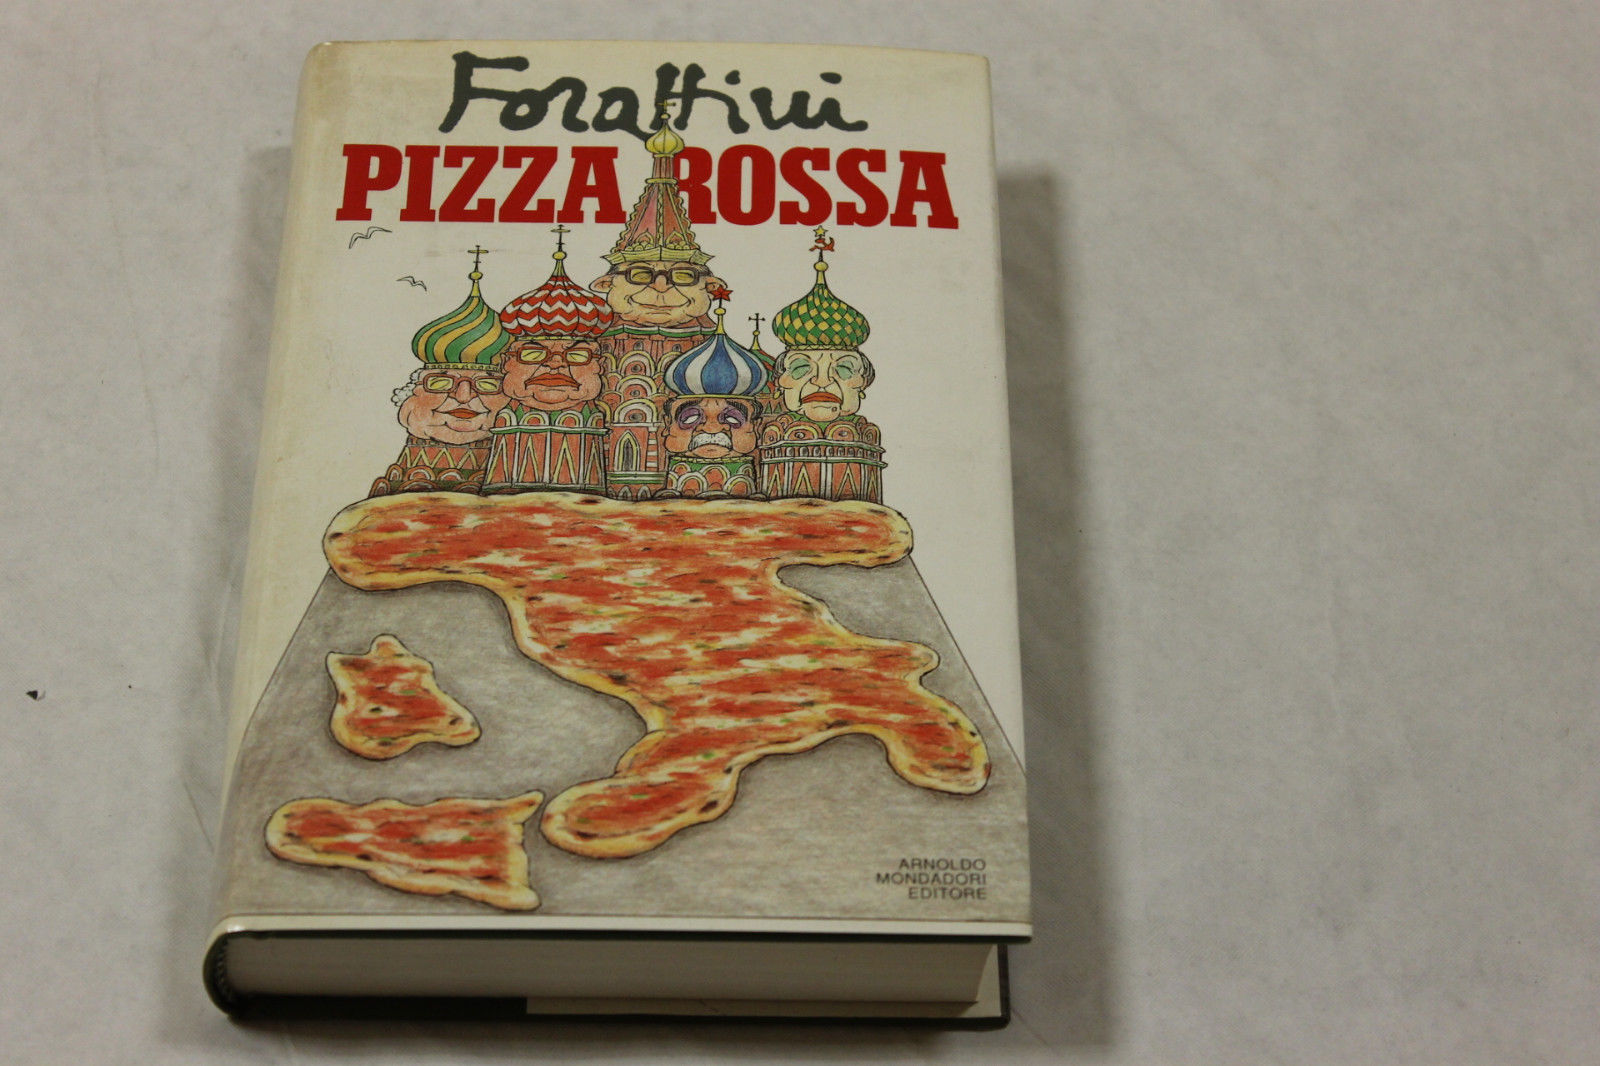 Forattini
PIZZA ROSSA
ARNOLDO
MONDADORI
EDITORE